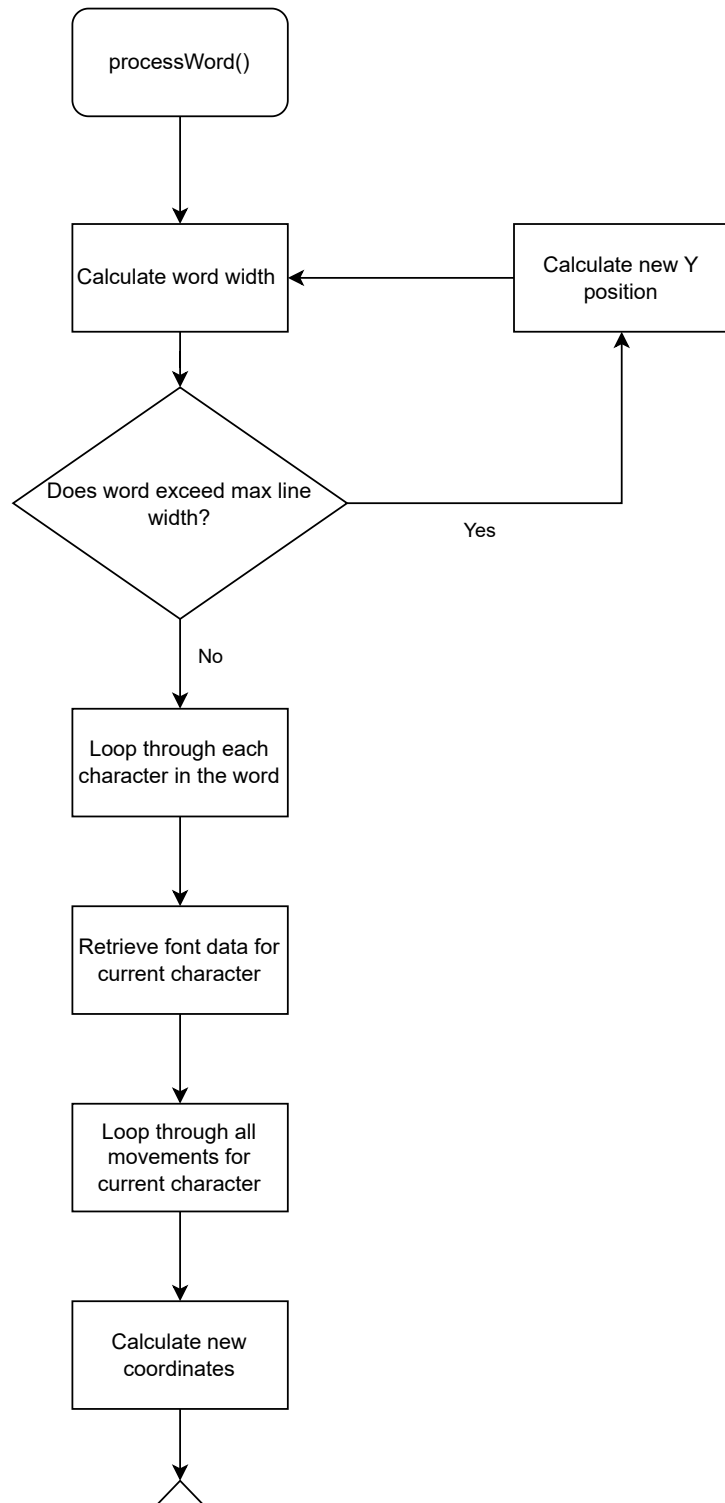 processWord()
Calculate word width
Calculate new Y
position
Does word exceed max line
width?
Yes
No
Loop through each
character in the word
Retrieve font data for
current character
Loop through all
movements for
current character
Calculate new
coordinates